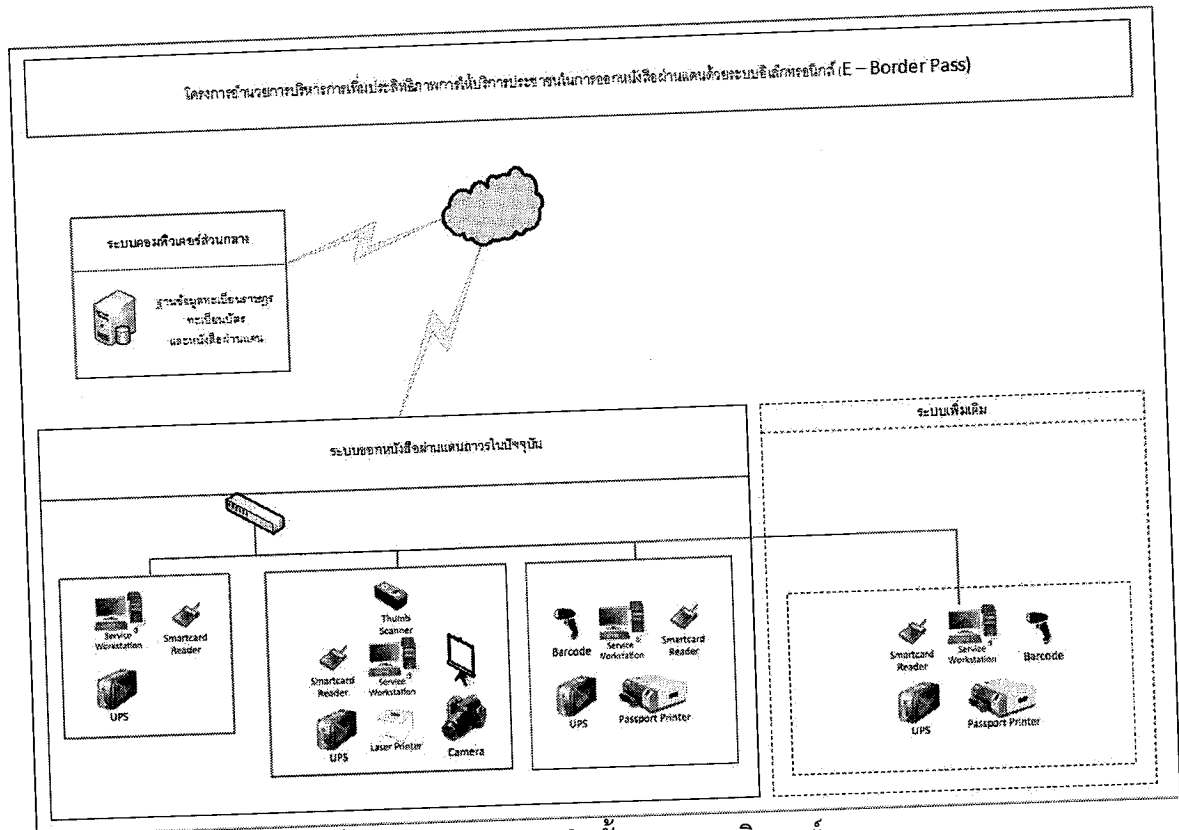 โครงการอำนวยการบริหารการเพิ่มประสิทธิภาพการให้บริการประชาชนในการออกหนังสือผ่านแดนด้วยระบบอิเล็กทรอนิกส์ (E – Border Pass)
ระบบคอมพิวเตอร์ส่วนกลาง
ฐานข้อมูลทะเบียนราษฎร
ทะเบียนบัตร
และหนังสือผ่านแดน
ระบบออกหนังสือผ่านแดนถาวรในปัจจุบัน
ระบบเพิ่มเติม
Service
Workstation
Smartcard
Reader
UPS
Thumb
Scanner
Smartcard
Reader
Service
Workstation
UPS
Laser Printer
Camera
Barcode
Service
Workstation
Smartcard
Reader
UPS
Passport Printer
Smartcard
Reader
Service
Workstation
Barcode
UPS
Passport Printer